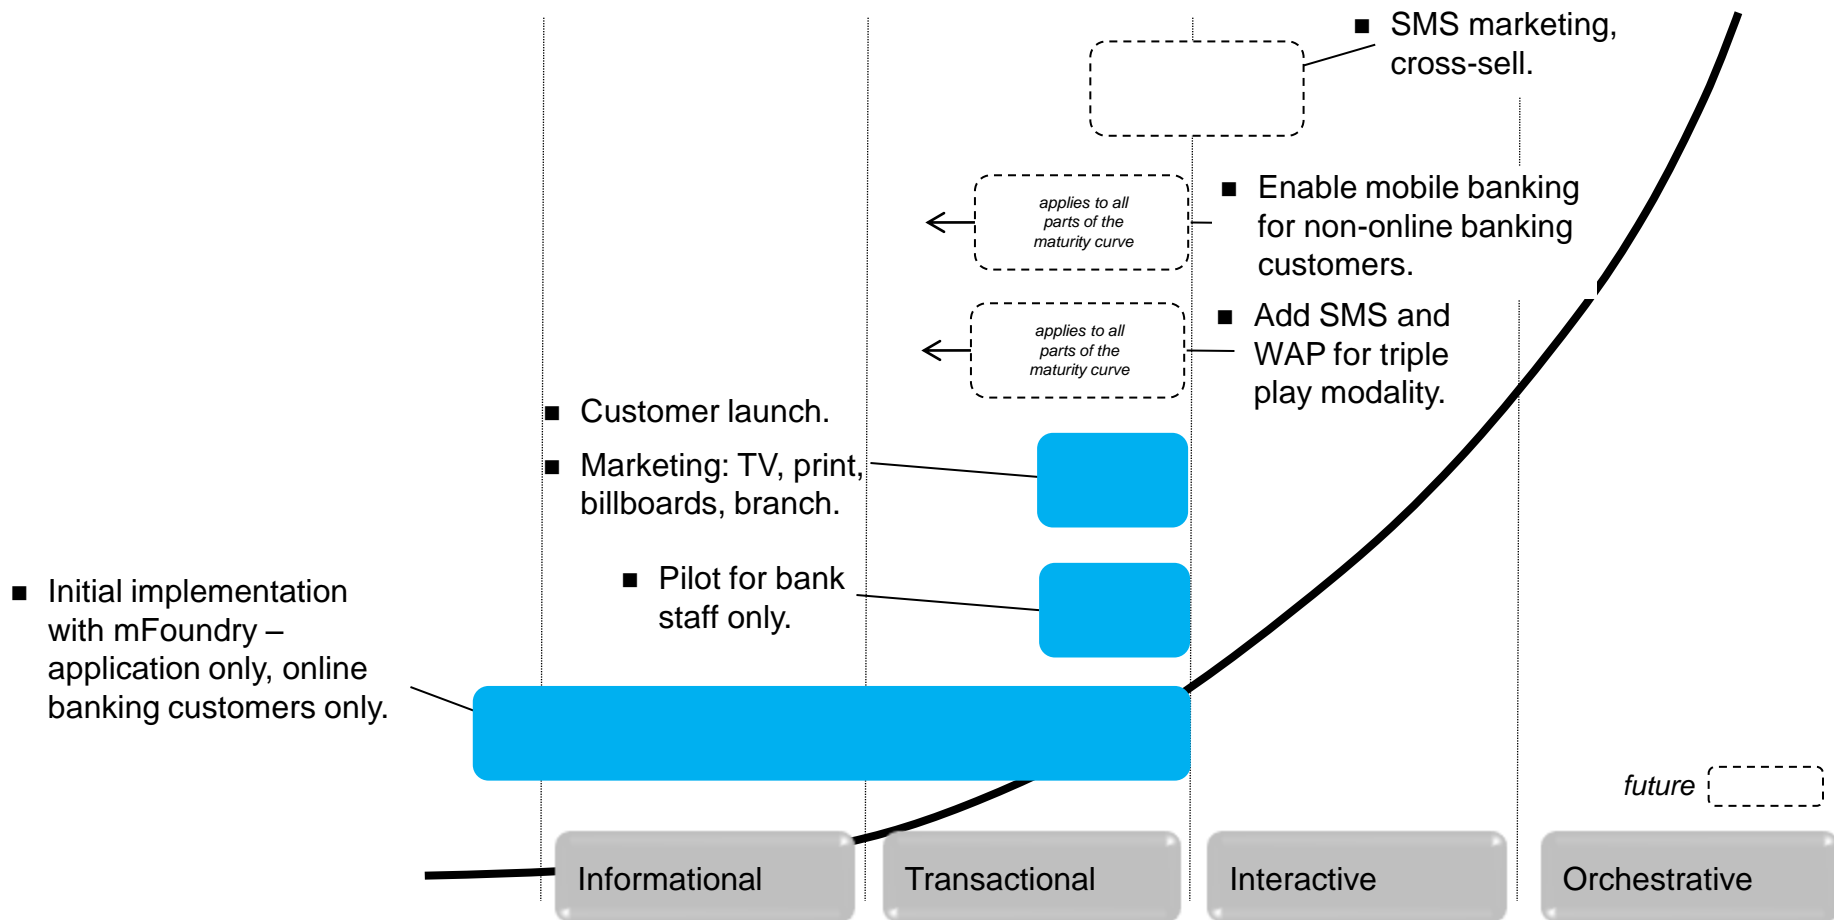 ■ SMS marketing,
cross-sell.
applies to all
parts of the
maturity curve
■ Enable mobile banking
for non-online banking
customers.
applies to all
parts of the
maturity curve
■ Add SMS and
WAP for triple
play modality.
■ Customer launch.
■ Marketing: TV, print,
billboards, branch.
■ Pilot for bank
staff only.
■ Initial implementation
with mFoundry –
application only, online
banking customers only.
future
Informational
Transactional
Interactive
Orchestrative